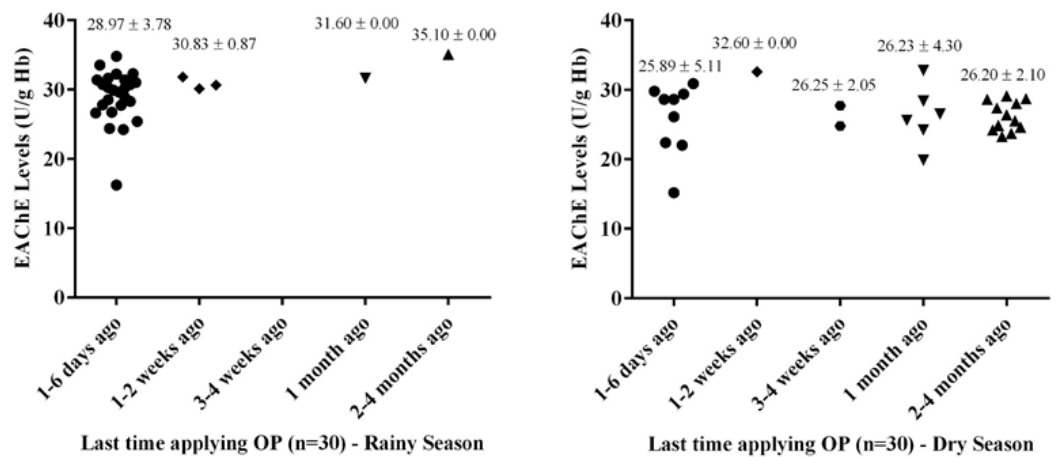 EAChE Levels (U/g Hb)
40
30
20
10
0
28.97 ± 3.78
30.83 ± 0.87
31.60 ± 0.00
35.10 ± 0.00
1-6 days ago
1-2 weeks ago
3-4 weeks ago
1 month ago
2-4 months ago
Last time applying OP (n=30) - Rainy Season
EAChE Levels (U/g Hb)
40
30
20
10
0
25.89 ± 5.11
32.60 ± 0.00
26.25 ± 2.05
26.23 ± 4.30
26.20 ± 2.10
1-6 days ago
1-2 weeks ago
3-4 weeks ago
1 month ago
2-4 months ago
Last time applying OP (n=30) - Dry Season